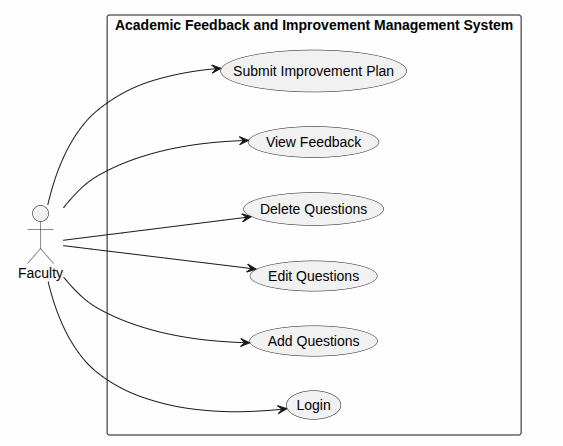 Academic Feedback and Improvement Management System
Submit Improvement Plan
View Feedback
Delete Questions
Faculty
Edit Questions
Add Questions
Login